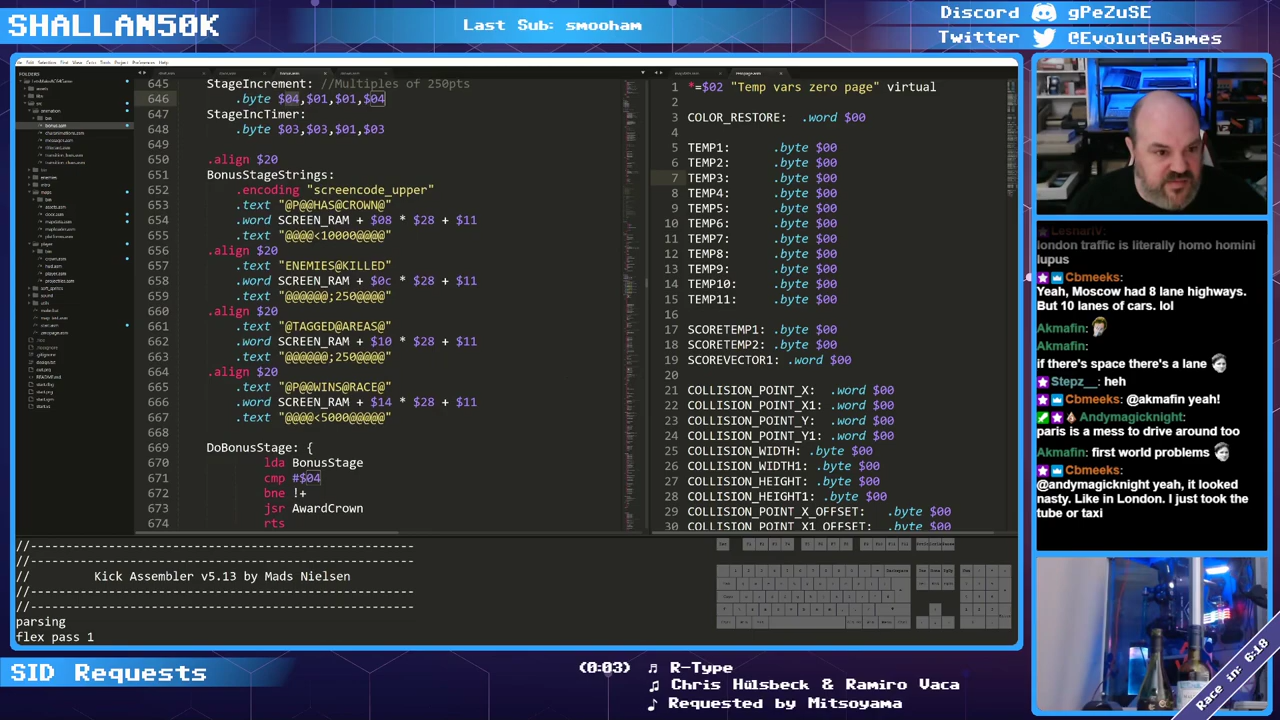 SHALLAN50K
Last Sub: smooham
Discord gPeZuSE
Twitter @EvoluteGames
FOLDERS
645 StageIncrement: //Multiples of 250pts
646 .byte $04,$01,$01,$04
647 StageIncTimer:
648 .byte $03,$03,$01,$03
649
650 .align $20
651 BonusStageStrings:
652 .encoding "screencode_upper"
653 .text "@P@@HAS@CROWN@"
654 .word SCREEN_RAM + $08 * $28 + $11
655 .text "@@@@<10000@@@@"
656 .align $20
657 .text "ENEMIES@KILLED"
658 .word SCREEN_RAM + $0c * $28 + $11
659 .text "@@@@@@;250@@@@"
660 .align $20
661 .text "@TAGGED@AREAS@"
662 .word SCREEN_RAM + $10 * $28 + $11
663 .text "@@@@@@;250@@@@"
664 .align $20
665 .text "@P@@WINS@RACE@"
666 .word SCREEN_RAM + $14 * $28 + $11
667 .text "@@@@<5000@@@@@"
668
669 DoBonusStage: {
670 lda BonusStage
671 cmp #$04
672 bne !+
673 jsr AwardCrown
674 rts
1 *=$02 "Temp vars zero page" virtual
2
3 COLOR_RESTORE: .word $00
4
5 TEMP1: .byte $00
6 TEMP2: .byte $00
7 TEMP3: .byte $00
8 TEMP4: .byte $00
9 TEMP5: .byte $00
10 TEMP6: .byte $00
11 TEMP7: .byte $00
12 TEMP8: .byte $00
13 TEMP9: .byte $00
14 TEMP10: .byte $00
15 TEMP11: .byte $00
16
17 SCORETEMP1: .byte $00
18 SCORETEMP2: .byte $00
19 SCOREVECTOR1: .word $00
20
21 COLLISION_POINT_X: .word $00
22 COLLISION_POINT_X1: .word $00
23 COLLISION_POINT_Y: .word $00
24 COLLISION_POINT_Y1: .word $00
25 COLLISION_WIDTH: .byte $00
26 COLLISION_WIDTH1: .byte $00
27 COLLISION_HEIGHT: .byte $00
28 COLLISION_HEIGHT1: .byte $00
29 COLLISION_POINT_X_OFFSET: .byte $00
30 COLLISION_POINT_X1_OFFSET: .byte $00
//------------------------------------------------------
//------------------------------------------------------
// Kick Assembler v5.13 by Mads Nielsen
//------------------------------------------------------
//------------------------------------------------------
parsing
flex pass 1
LesnarIV:
london traffic is literally homo homini
lupus
Cbmeeks:
Yeah, Moscow had 8 lane highways.
But 10 lanes of cars. lol
Akmafin:
Akmafin:
if there's space there's a lane
Stepz__: heh
Cbmeeks: @akmafin yeah!
Andymagicknight:
paris is a mess to drive around too
Akmafin: first world problems
Cbmeeks:
@andymagicknight yeah, it looked
nasty. Like in London. I just took the
tube or taxi
SID Requests
(0:03) R-Type
Chris Hülsbeck & Ramiro Vaca
Requested by Mitsoyama
Race in: 6:18